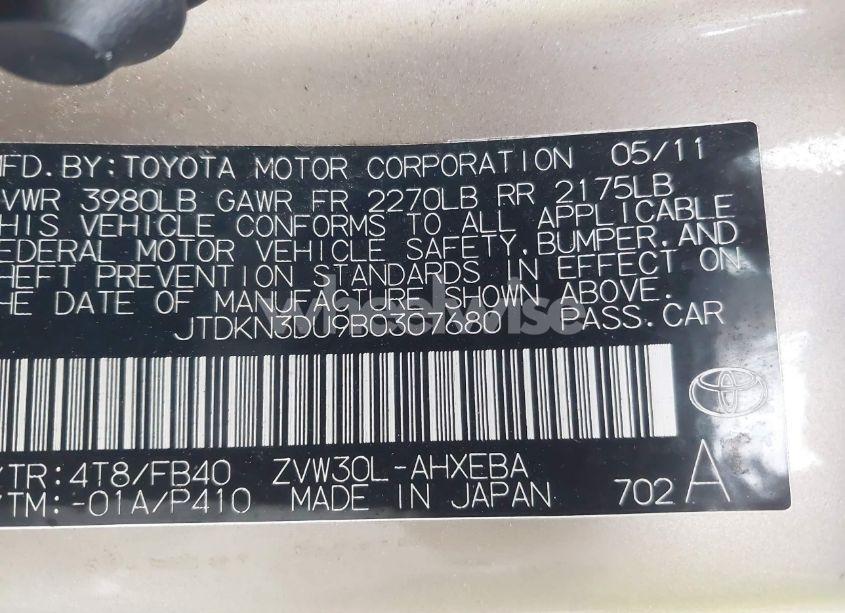 MFD. BY: TOYOTA MOTOR CORPORATION 05/11
VWR 3980LB GAWR FR 2270LB RR 2175LB
HIS VEHICLE CONFORMS TO ALL APPLICABLE
EDERAL MOTOR VEHICLE SAFETY, BUMPER, AND
HEFT PREVENTION STANDARDS IN EFFECT ON
HE DATE OF MANUFACTURE SHOWN ABOVE.
wheelwise
JTDKN3DU9B0307680 PASS. CAR
/TR: 4T8/FB40 ZVW30L-AHXEBA
/TM: -01A/P410 MADE IN JAPAN 702 A